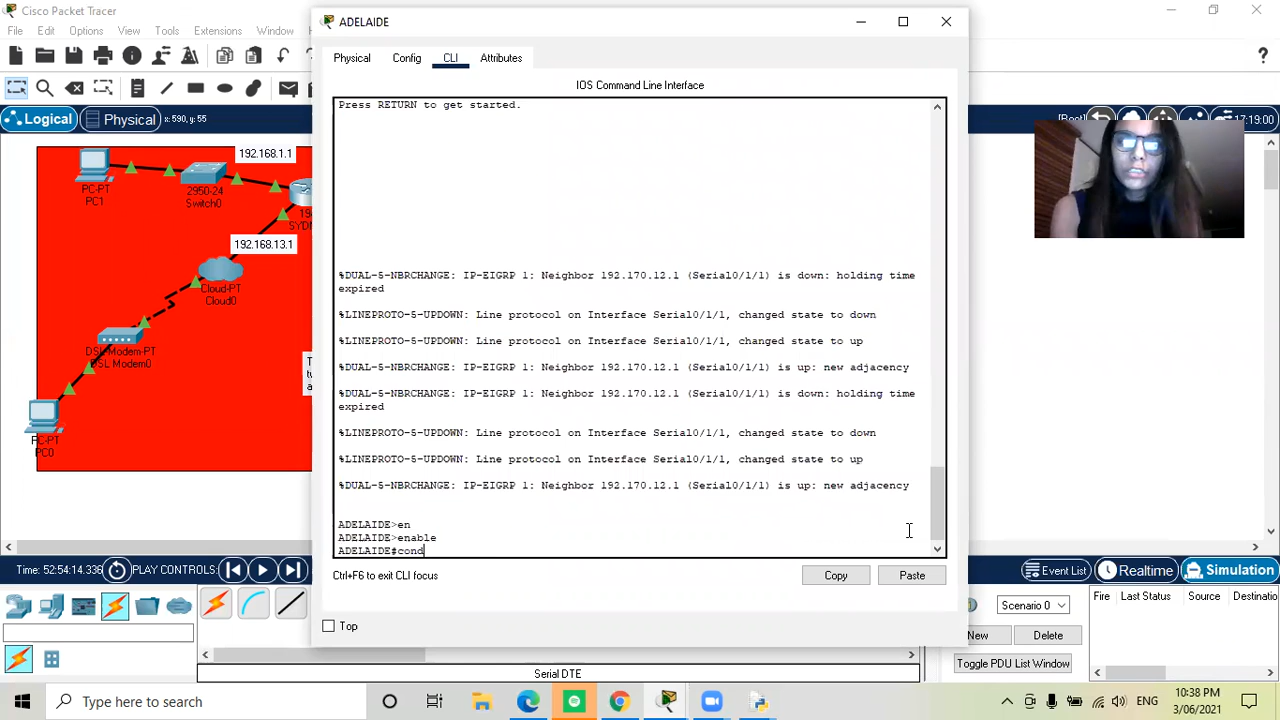 Cisco Packet Tracer
File Edit Options View Tools Extensions Window
Logical
Physical
x: 590, y: 55
[Root]
17:19:00
ADELAIDE
Physical Config CLI Attributes
IOS Command Line Interface
Press RETURN to get started.
%DUAL-5-NBRCHANGE: IP-EIGRP 1: Neighbor 192.170.12.1 (Serial0/1/1) is down: holding time
expired
%LINEPROTO-5-UPDOWN: Line protocol on Interface Serial0/1/1, changed state to down
%LINEPROTO-5-UPDOWN: Line protocol on Interface Serial0/1/1, changed state to up
%DUAL-5-NBRCHANGE: IP-EIGRP 1: Neighbor 192.170.12.1 (Serial0/1/1) is up: new adjacency
%DUAL-5-NBRCHANGE: IP-EIGRP 1: Neighbor 192.170.12.1 (Serial0/1/1) is down: holding time
expired
%LINEPROTO-5-UPDOWN: Line protocol on Interface Serial0/1/1, changed state to down
%LINEPROTO-5-UPDOWN: Line protocol on Interface Serial0/1/1, changed state to up
%DUAL-5-NBRCHANGE: IP-EIGRP 1: Neighbor 192.170.12.1 (Serial0/1/1) is up: new adjacency
ADELAIDE>en
ADELAIDE>enable
ADELAIDE#cond
Ctrl+F6 to exit CLI focus
Copy
Paste
Top
192.168.1.1
PC-PT
PC1
2950-24
Switch0
19
SYD
192.168.13.1
Cloud-PT
Cloud0
DSL-Modem-PT
DSL Modem0
PC-PT
PC0
Time: 52:54:14.336
PLAY CONTROLS:
Event List
Realtime
Simulation
Scenario 0
New
Delete
Toggle PDU List Window
Fire Last Status Source Destinatio
Serial DTE
Type here to search
ENG
10:38 PM
3/06/2021